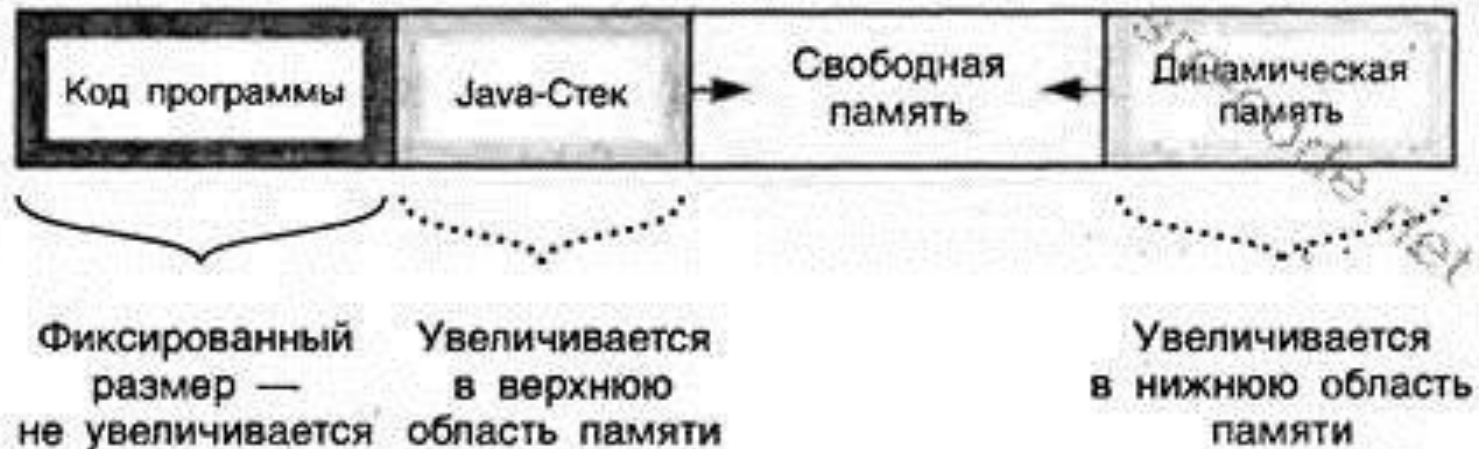 Код программы
Java-Стек
Свободная
память
Динамическая
память
Фиксированный
размер —
не увеличивается
Увеличивается
в верхнюю
область памяти
Увеличивается
в нижнюю область
памяти